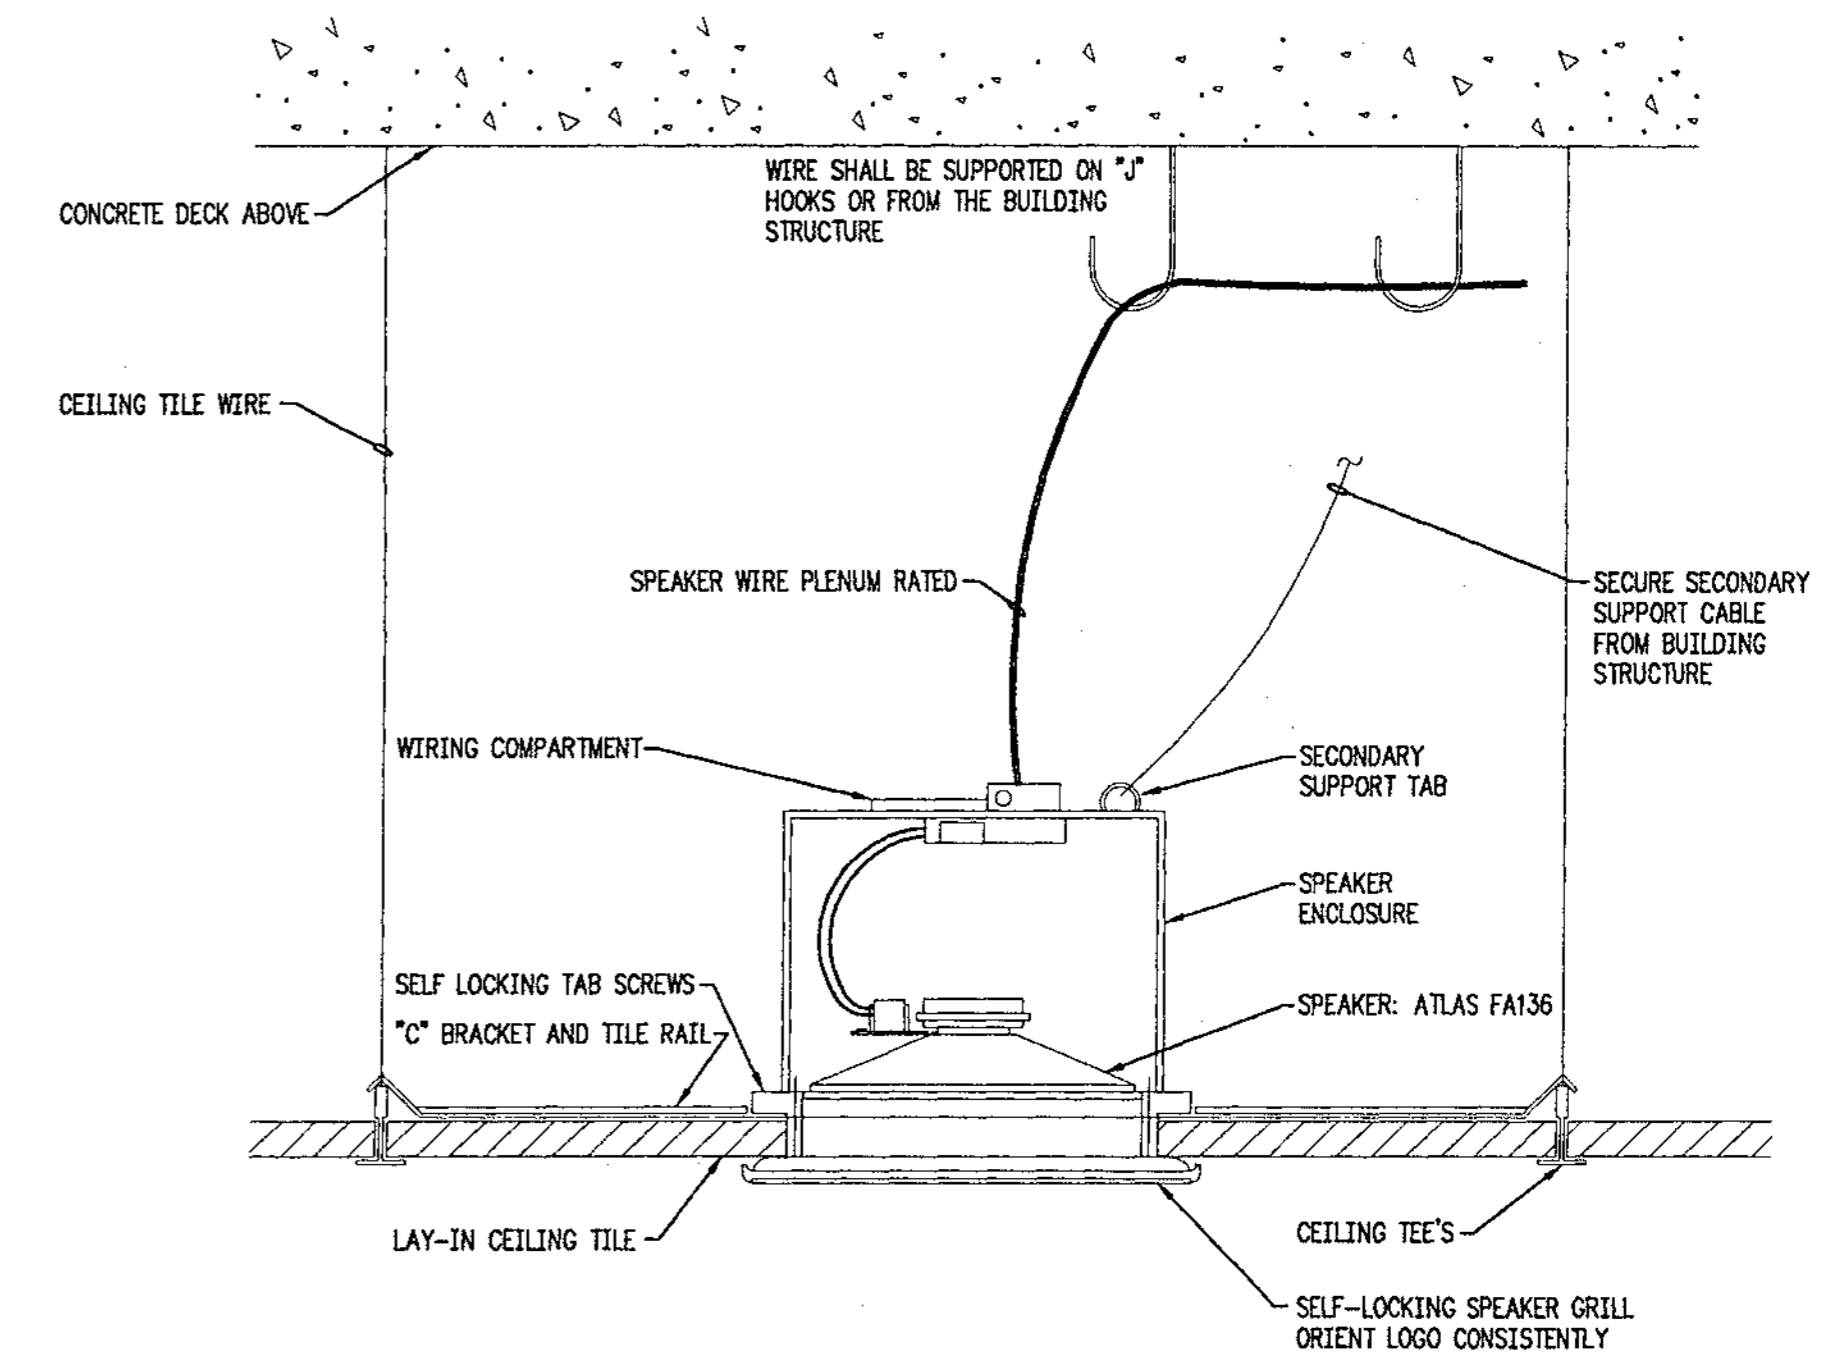 WIRE SHALL BE SUPPORTED ON "J"
HOOKS OR FROM THE BUILDING
STRUCTURE
CONCRETE DECK ABOVE
CEILING TILE WIRE
SPEAKER WIRE PLENUM RATED
SECURE SECONDARY
SUPPORT CABLE
FROM BUILDING
STRUCTURE
WIRING COMPARTMENT
SECONDARY
SUPPORT TAB
SPEAKER
ENCLOSURE
SELF LOCKING TAB SCREWS
"C" BRACKET AND TILE RAIL
SPEAKER: ATLAS FA136
LAY-IN CEILING TILE
CEILING TEE'S
SELF-LOCKING SPEAKER GRILL
ORIENT LOGO CONSISTENTLY